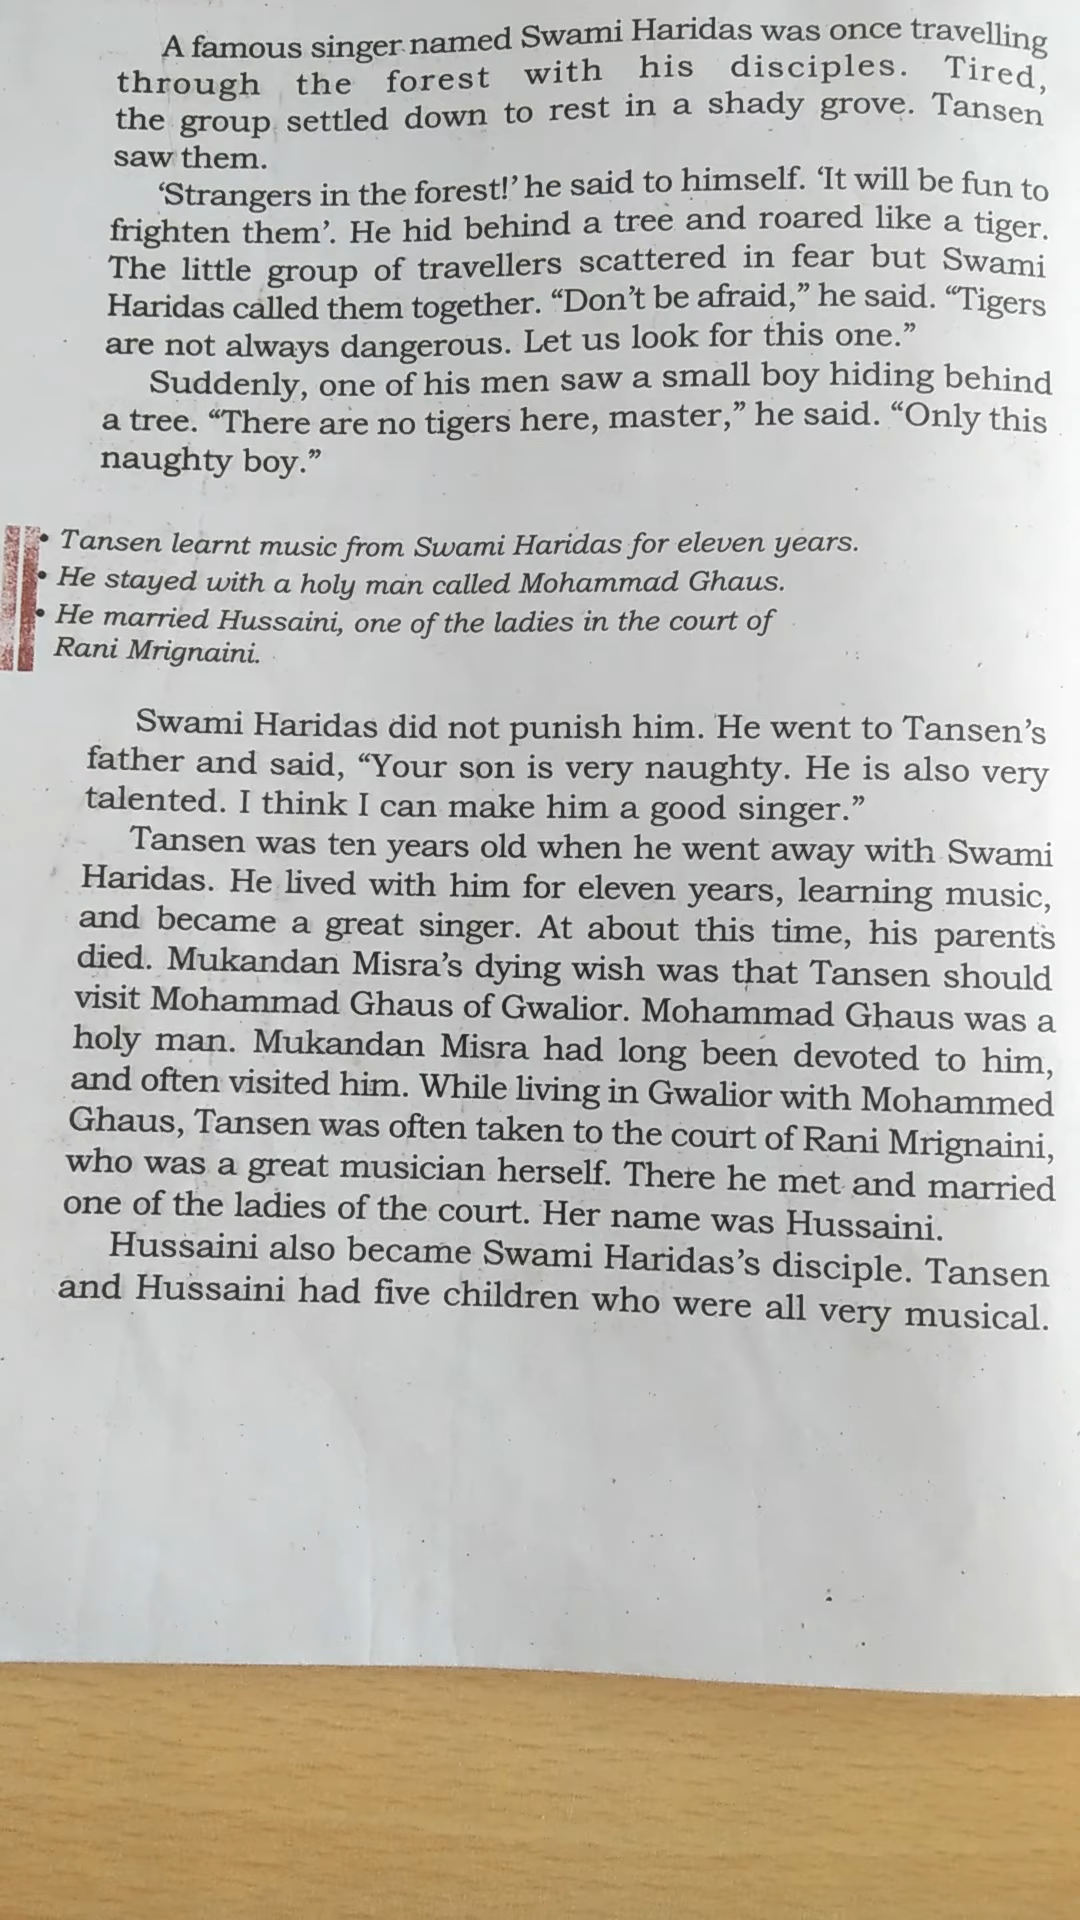 A famous singer named Swami Haridas was once travelling
through the forest with his disciples. Tired,
the group settled down to rest in a shady grove. Tansen
saw them.
‘Strangers in the forest!’ he said to himself. ‘It will be fun to
frighten them’. He hid behind a tree and roared like a tiger.
The little group of travellers scattered in fear but Swami
Haridas called them together. “Don’t be afraid,” he said. “Tigers
are not always dangerous. Let us look for this one.”
Suddenly, one of his men saw a small boy hiding behind
a tree. “There are no tigers here, master,” he said. “Only this
naughty boy.”
• Tansen learnt music from Swami Haridas for eleven years.
• He stayed with a holy man called Mohammad Ghaus.
• He married Hussaini, one of the ladies in the court of
Rani Mrignaini.
Swami Haridas did not punish him. He went to Tansen’s
father and said, “Your son is very naughty. He is also very
talented. I think I can make him a good singer.”
Tansen was ten years old when he went away with Swami
Haridas. He lived with him for eleven years, learning music,
and became a great singer. At about this time, his parents
died. Mukandan Misra’s dying wish was that Tansen should
visit Mohammad Ghaus of Gwalior. Mohammad Ghaus was a
holy man. Mukandan Misra had long been devoted to him,
and often visited him. While living in Gwalior with Mohammed
Ghaus, Tansen was often taken to the court of Rani Mrignaini,
who was a great musician herself. There he met and married
one of the ladies of the court. Her name was Hussaini.
Hussaini also became Swami Haridas’s disciple. Tansen
and Hussaini had five children who were all very musical.